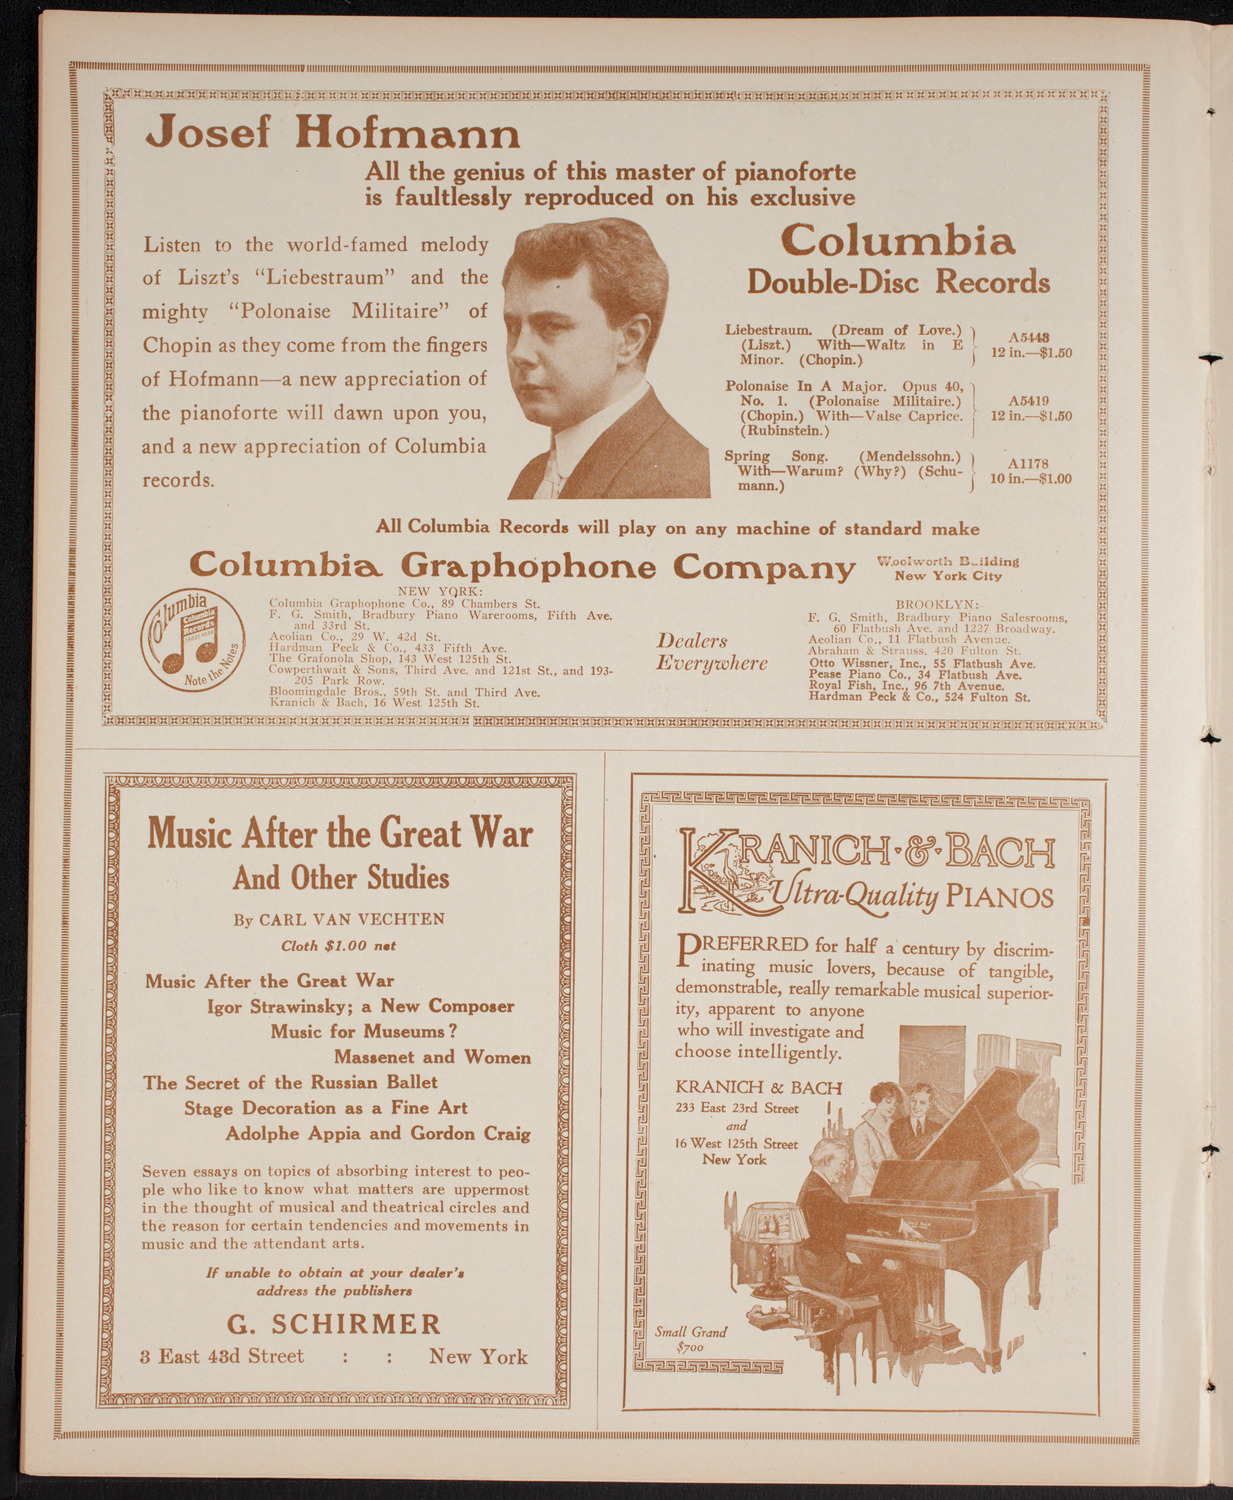 Josef Hofmann
All the genius of this master of pianoforte
is faultlessly reproduced on his exclusive
Listen to the world-famed melody
of Liszt's "Liebestraum" and the
mighty "Polonaise Militaire" of
Chopin as they come from the fingers
of Hofmann—a new appreciation of
the pianoforte will dawn upon you,
and a new appreciation of Columbia
records.
Columbia
Double-Disc Records
Liebestraum. (Dream of Love.)
(Liszt.) With—Waltz in E
Minor. (Chopin.)
A5443
12 in.—$1.50
Polonaise In A Major. Opus 40,
No. 1. (Polonaise Militaire.)
(Chopin.) With—Valse Caprice.
(Rubinstein.)
A5419
12 in.—$1.50
Spring Song. (Mendelssohn.)
With—Warum? (Why?) (Schu-
mann.)
A1178
10 in.—$1.00
All Columbia Records will play on any machine of standard make
Columbia Graphophone Company
Woolworth Building
New York City
Columbia
Columbia
Records
Note the Notes
NEW YORK:
Columbia Graphophone Co., 89 Chambers St.
F. G. Smith, Bradbury Piano Warerooms, Fifth Ave.
and 33rd St.
Aeolian Co., 29 W. 42d St.
Hardman Peck & Co., 433 Fifth Ave.
The Grafonola Shop, 143 West 125th St.
Cowperthwait & Sons, Third Ave. and 121st St., and 193-
205 Park Row.
Bloomingdale Bros., 59th St. and Third Ave.
Kranich & Bach, 16 West 125th St.
Dealers
Everywhere
BROOKLYN:
F. G. Smith, Bradbury Piano Salesrooms,
60 Flatbush Ave. and 1227 Broadway.
Aeolian Co., 11 Flatbush Avenue.
Abraham & Strauss, 420 Fulton St.
Otto Wissner, Inc., 55 Flatbush Ave.
Pease Piano Co., 34 Flatbush Ave.
Royal Fish, Inc., 96 7th Avenue.
Hardman Peck & Co., 524 Fulton St.
Music After the Great War
And Other Studies
By CARL VAN VECHTEN
Cloth $1.00 net
Music After the Great War
Igor Strawinsky; a New Composer
Music for Museums?
Massenet and Women
The Secret of the Russian Ballet
Stage Decoration as a Fine Art
Adolphe Appia and Gordon Craig
Seven essays on topics of absorbing interest to peo-
ple who like to know what matters are uppermost
in the thought of musical and theatrical circles and
the reason for certain tendencies and movements in
music and the attendant arts.
If unable to obtain at your dealer's
address the publishers
G. SCHIRMER
3 East 43d Street : : New York
KRANICH·&·BACH
Ultra-Quality PIANOS
PREFERRED for half a century by discrim-
inating music lovers, because of tangible,
demonstrable, really remarkable musical superior-
ity, apparent to anyone
who will investigate and
choose intelligently.
KRANICH & BACH
233 East 23rd Street
and
16 West 125th Street
New York
Small Grand
$700